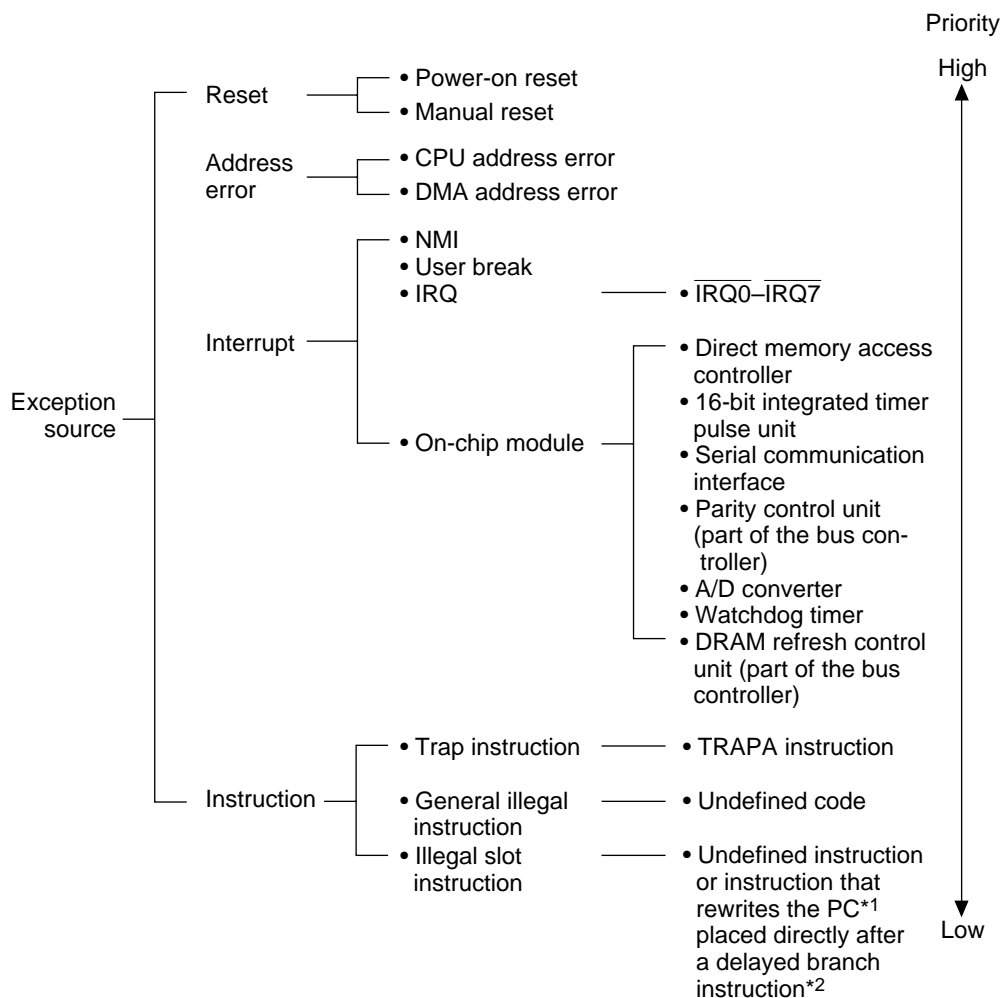 Priority
High
Reset
• Power-on reset
• Manual reset
Address
error
• CPU address error
• DMA address error
Interrupt
• NMI
• User break
• IRQ
• IRQ0–IRQ7
• On-chip module
• Direct memory access
controller
• 16-bit integrated timer
pulse unit
• Serial communication
interface
• Parity control unit
(part of the bus con-
troller)
• A/D converter
• Watchdog timer
• DRAM refresh control
unit (part of the bus
controller)
Exception
source
Instruction
• Trap instruction
• TRAPA instruction
• General illegal
instruction
• Undefined code
• Illegal slot
instruction
• Undefined instruction
or instruction that
rewrites the PC*1
placed directly after
a delayed branch
instruction*2
Low